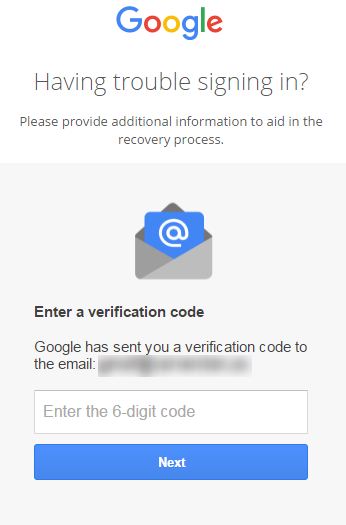 Google
Having trouble signing in?
Please provide additional information to aid in the
recovery process.
@
Enter a verification code
Google has sent you a verification code to
the email:
Enter the 6-digit code
Next